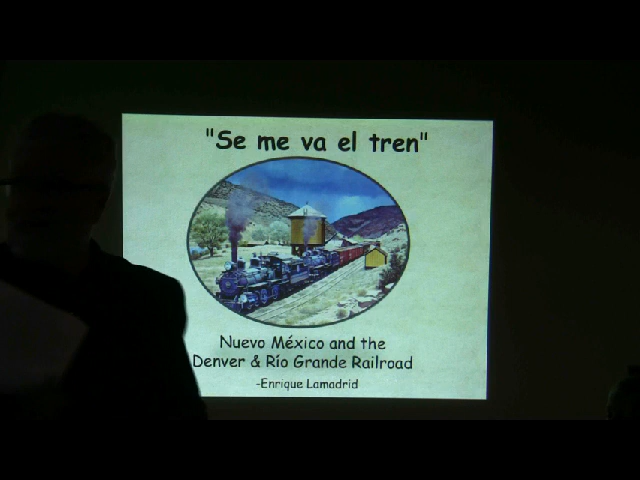 "Se me va el tren"
Nuevo México and the
Denver & Río Grande Railroad
-Enrique Lamadrid